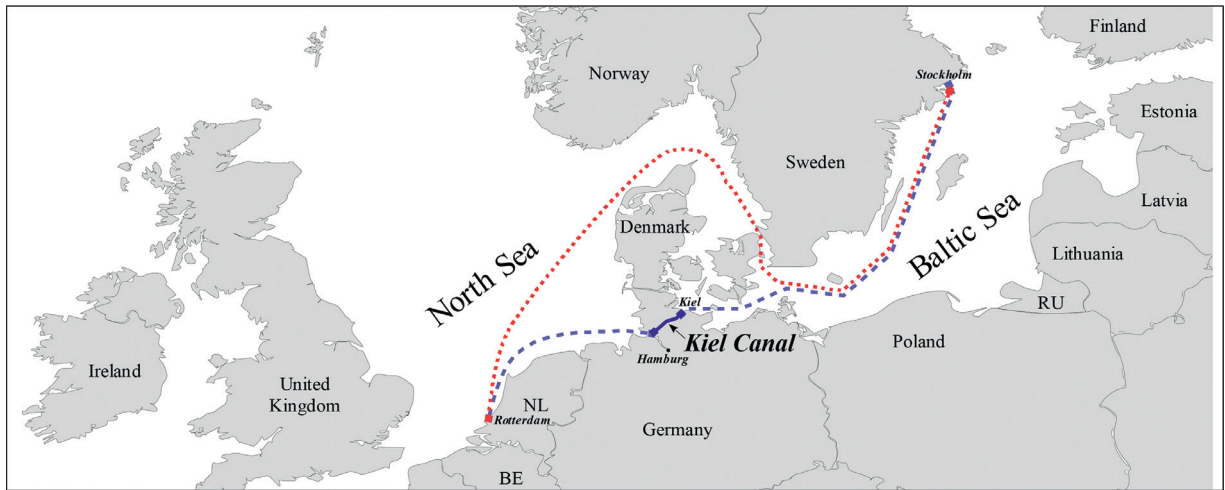 Finland
Norway
Stockholm
Estonia
Sweden
Latvia
Denmark
North Sea
Baltic Sea
Lithuania
RU
Kiel
Kiel Canal
Hamburg
Poland
Ireland
United
Kingdom
NL
Rotterdam
Germany
BE